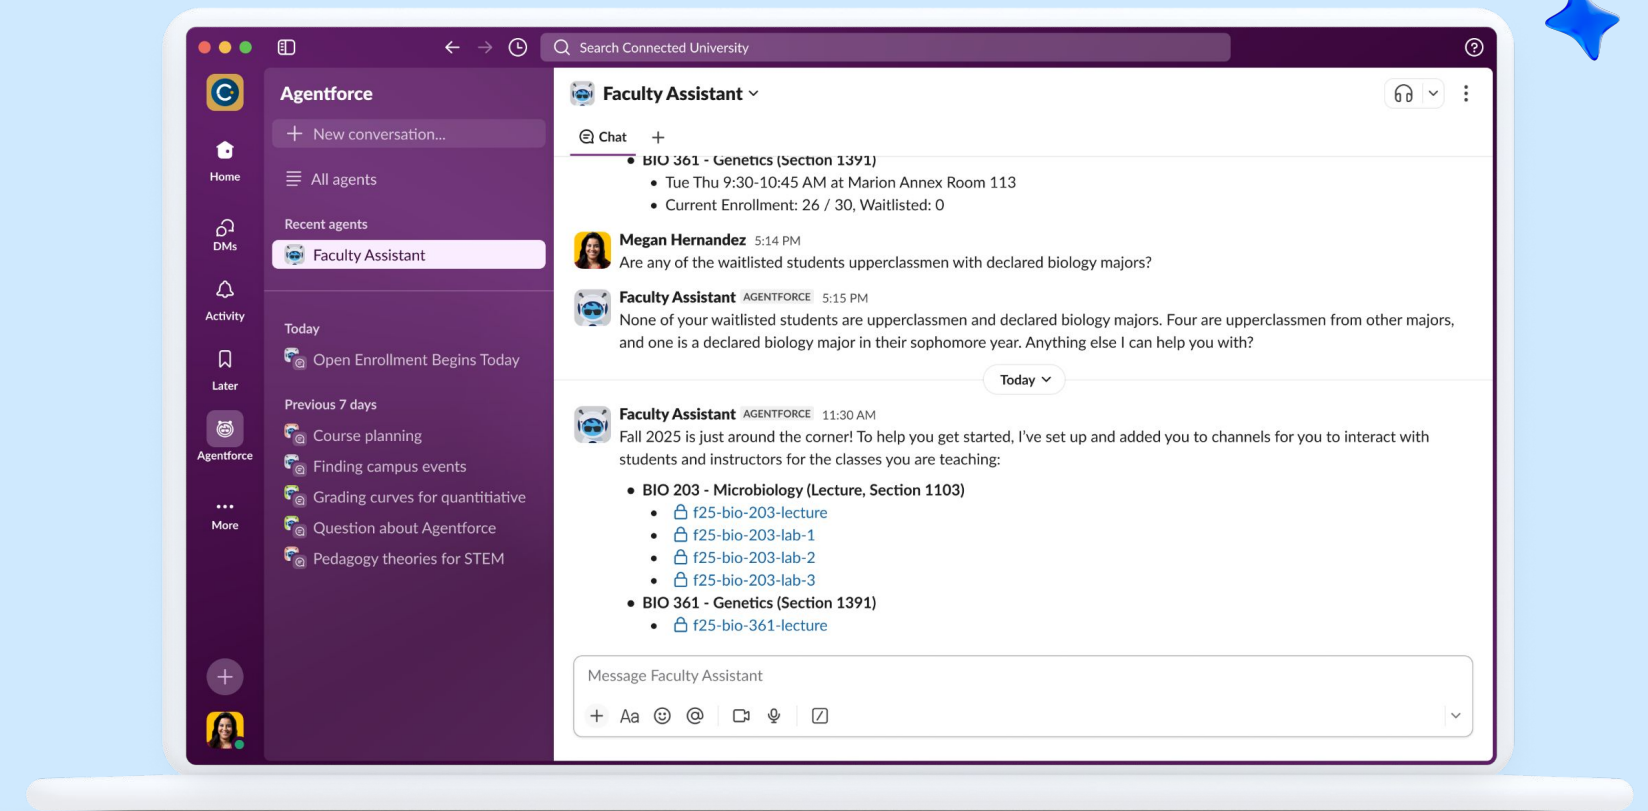 Search Connected University
C
Agentforce
New conversation...
All agents
Recent agents
Faculty Assistant
Today
Open Enrollment Begins Today
Previous 7 days
Course planning
Finding campus events
Grading curves for quantitiative
Question about Agentforce
Pedagogy theories for STEM
Home
DMs
Activity
Later
Agentforce
More
Faculty Assistant
Chat
• BIO 361 - Genetics (Section 1391)
• Tue Thu 9:30-10:45 AM at Marion Annex Room 113
• Current Enrollment: 26 / 30, Waitlisted: 0
Megan Hernandez 5:14 PM
Are any of the waitlisted students upperclassmen with declared biology majors?
Faculty Assistant AGENTFORCE 5:15 PM
None of your waitlisted students are upperclassmen and declared biology majors. Four are upperclassmen from other majors,
and one is a declared biology major in their sophomore year. Anything else I can help you with?
Today
Faculty Assistant AGENTFORCE 11:30 AM
Fall 2025 is just around the corner! To help you get started, I've set up and added you to channels for you to interact with
students and instructors for the classes you are teaching:
• BIO 203 - Microbiology (Lecture, Section 1103)
• f25-bio-203-lecture
• f25-bio-203-lab-1
• f25-bio-203-lab-2
• f25-bio-203-lab-3
• BIO 361 - Genetics (Section 1391)
• f25-bio-361-lecture
Message Faculty Assistant
Aa